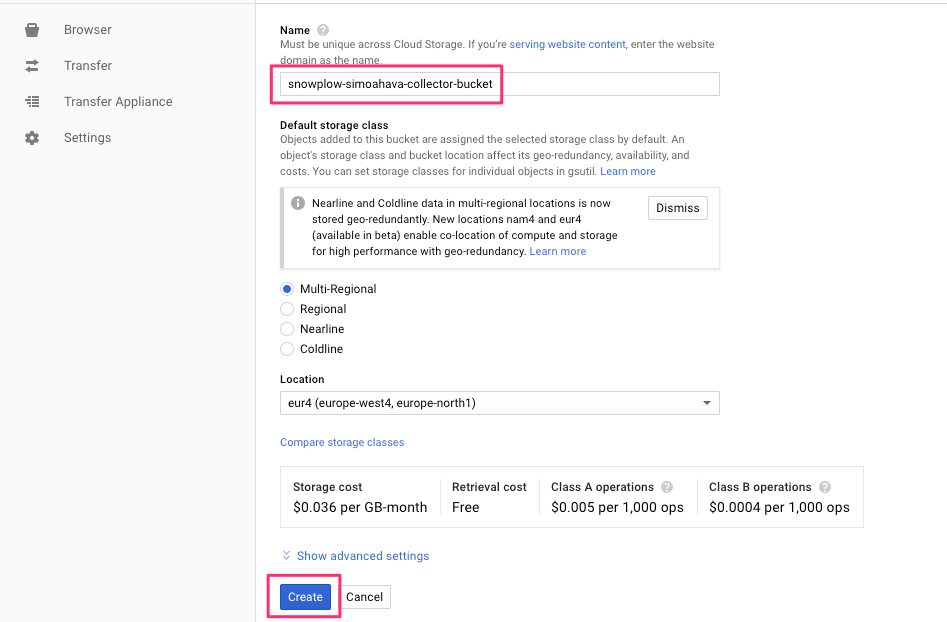 Browser
Transfer
Transfer Appliance
Settings
Name
Must be unique across Cloud Storage. If you're serving website content, enter the website
domain as the name.
snowplow-simoahava-collector-bucket
Default storage class
Objects added to this bucket are assigned the selected storage class by default. An
object's storage class and bucket location affect its geo-redundancy, availability, and
costs. You can set storage classes for individual objects in gsutil. Learn more
Nearline and Coldline data in multi-regional locations is now
stored geo-redundantly. New locations nam4 and eur4
(available in beta) enable co-location of compute and storage
for high performance with geo-redundancy. Learn more
Dismiss
Multi-Regional
Regional
Nearline
Coldline
Location
eur4 (europe-west4, europe-north1)
Compare storage classes
Storage cost
$0.036 per GB-month
Retrieval cost
Free
Class A operations
$0.005 per 1,000 ops
Class B operations
$0.0004 per 1,000 ops
Show advanced settings
Create
Cancel